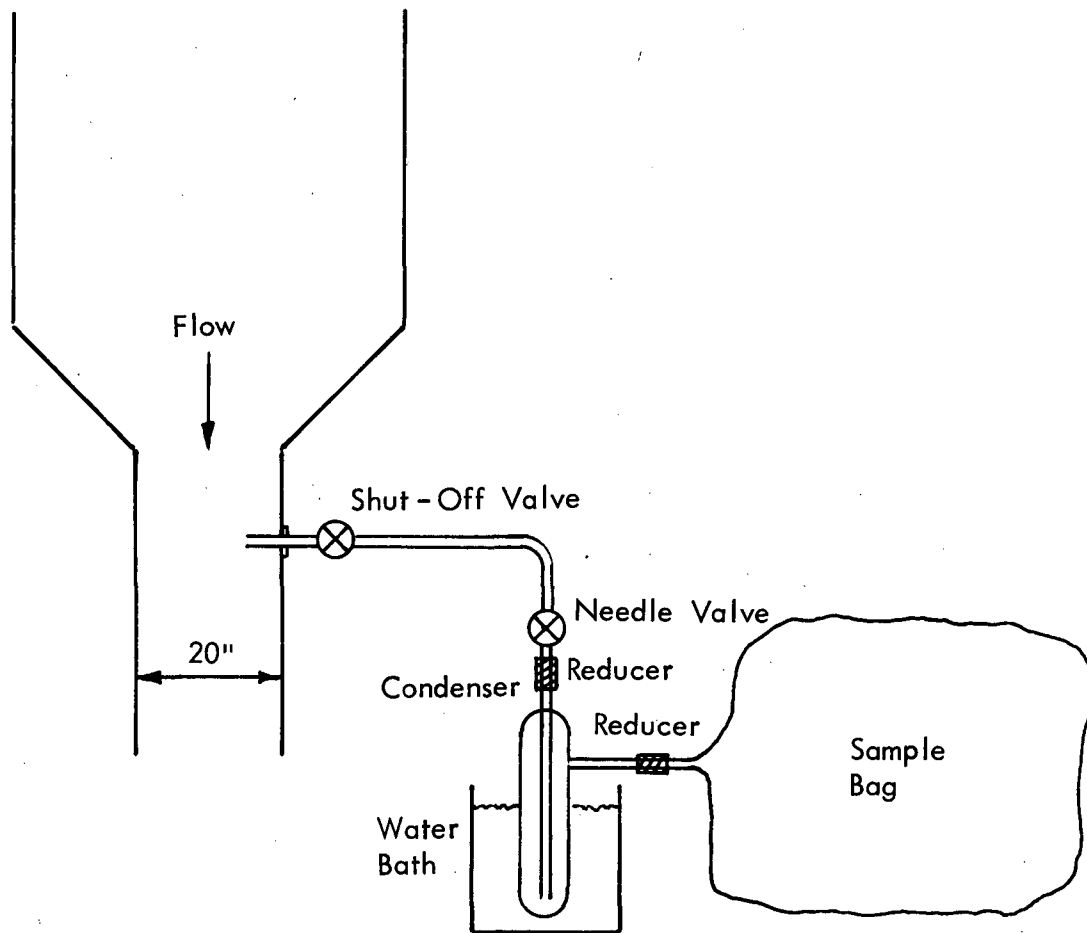 Flow
Shut-Off Valve
Needle Valve
20"
Reducer
Condenser
Reducer
Sample
Bag
Water
Bath